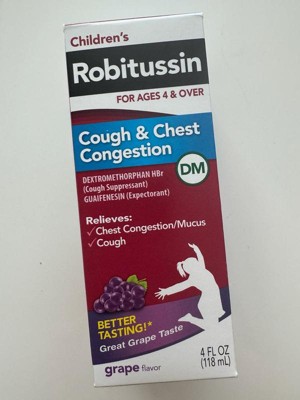 Children's
Robitussin
FOR AGES 4 & OVER
Cough & Chest
Congestion
DM
DEXTROMETHORPHAN HBr
(Cough Suppressant)
GUAIFENESIN (Expectorant)
Relieves:
✓Chest Congestion/Mucus
✓Cough
BETTER
TASTING!*
Great Grape Taste
grape flavor
4 FL OZ
(118 mL)